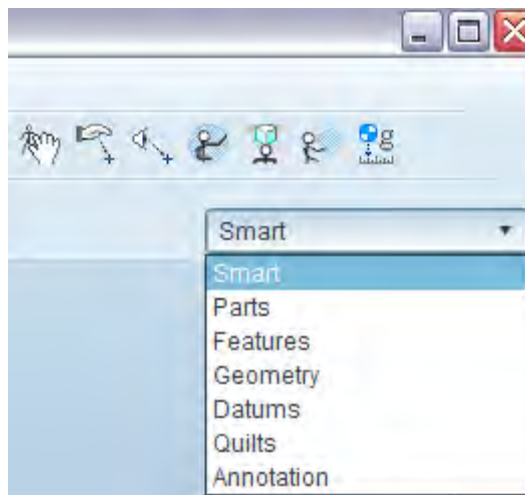 g
Smart
Smart
Parts
Features
Geometry
Datums
Quilts
Annotation